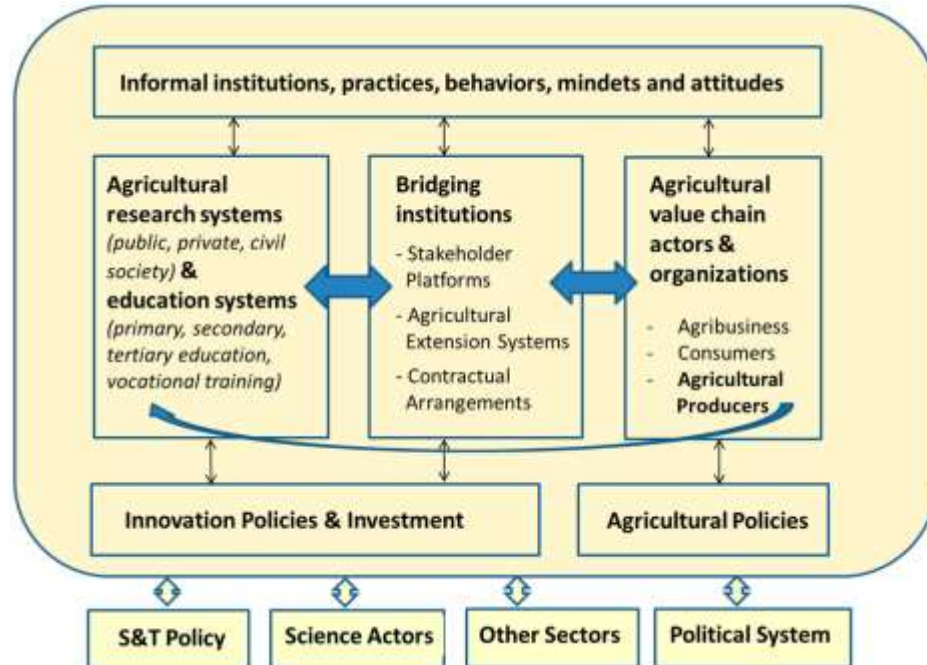 Informal institutions, practices, behaviors, mindets and attitudes
Agricultural
research systems
(public, private, civil
society) &
education systems
(primary, secondary,
tertiary education,
vocational training)
Bridging
institutions
- Stakeholder
Platforms
- Agricultural
Extension Systems
- Contractual
Arrangements
Agricultural
value chain
actors &
organizations
- Agribusiness
- Consumers
- Agricultural
Producers
Innovation Policies & Investment
Agricultural Policies
S&T Policy
Science Actors
Other Sectors
Political System